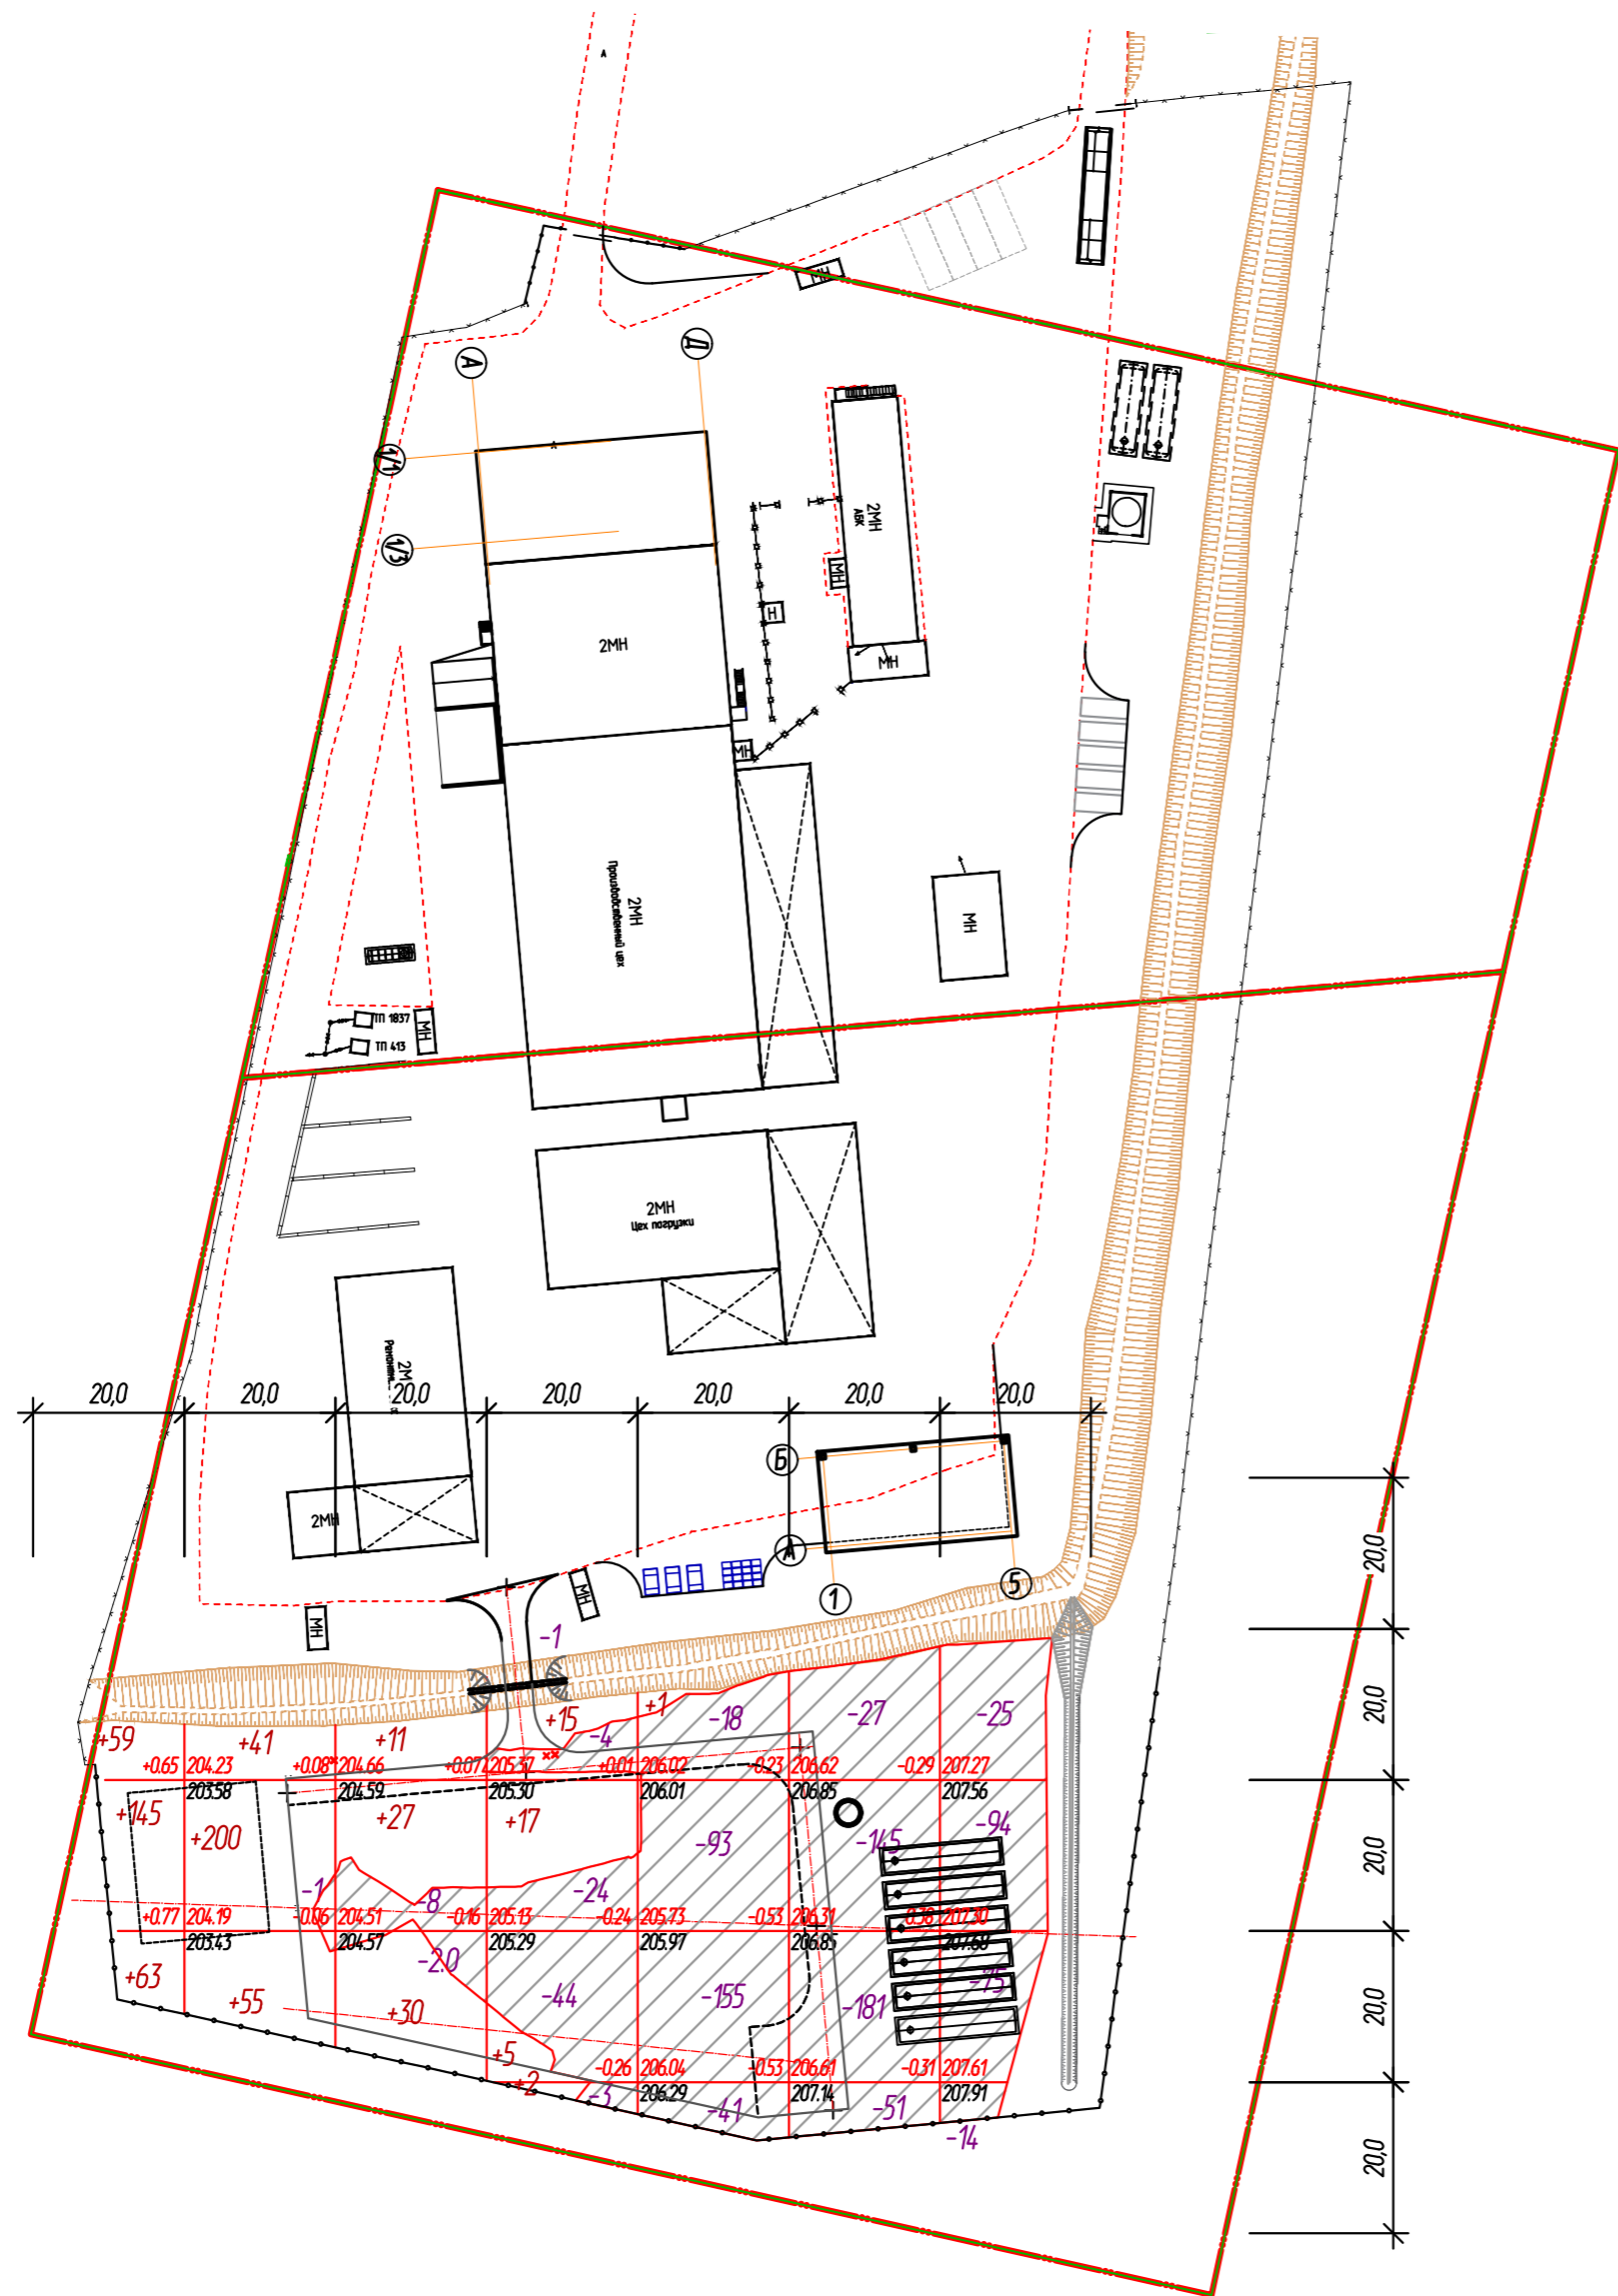 А
МН
Д
А
1/1
2МН
АБК
1/3
МН
Н
2МН
МН
МН
2МН
Производственный цех
МН
ТП 1837
МН
ТП 413
2МН
Цех погрузки
20,0 20,0 20,0 20,0 20,0 20,0 20,0
Б
2МН
А
20,0
1
5
МН
МН
-1
+59 +41 +11 +15 +1 -4 -18 -27 -25
20,0
+0.65 204.23 +0.08 204.66 +0.07 205.37 +0.01 206.02 -0.23 206.62 -0.29 207.27
203.58 204.59 205.30 206.01 206.85 207.56
+145 +200 +27 +17 -93 -145 -94
20,0
-1 -8 -24
+0.77 204.19 -0.06 204.51 -0.16 205.13 -0.24 205.73 -0.53 206.31 -0.38 207.30
203.43 204.57 205.29 205.97 206.85 207.68
+63 +55 -2.0 +30 -44 -155 -181 -75
20,0
+5
-0.26 206.04 -0.53 206.61 -0.31 207.61
206.29 207.14 207.91
+2 -3 -41 -51 -14
20,0